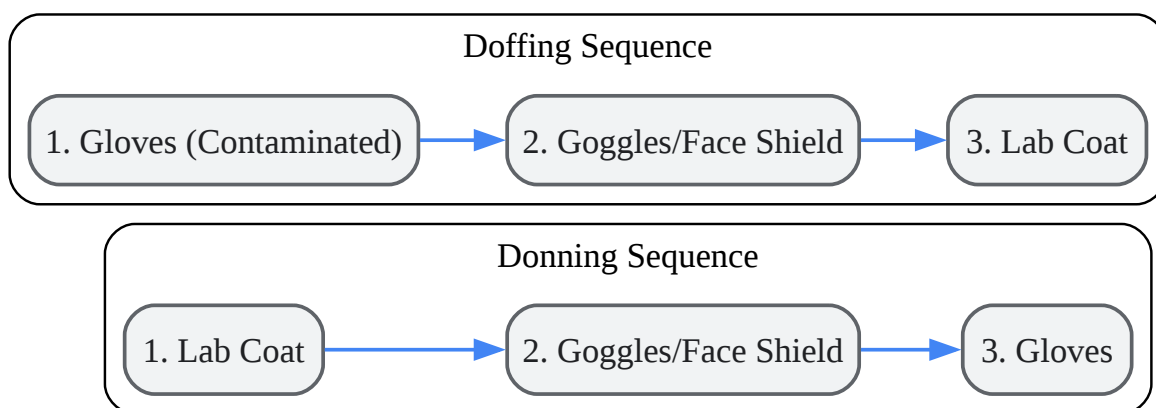 Doffing Sequence
1. Gloves (Contaminated)
2. Goggles/Face Shield
3. Lab Coat
Donning Sequence
1. Lab Coat
2. Goggles/Face Shield
3. Gloves